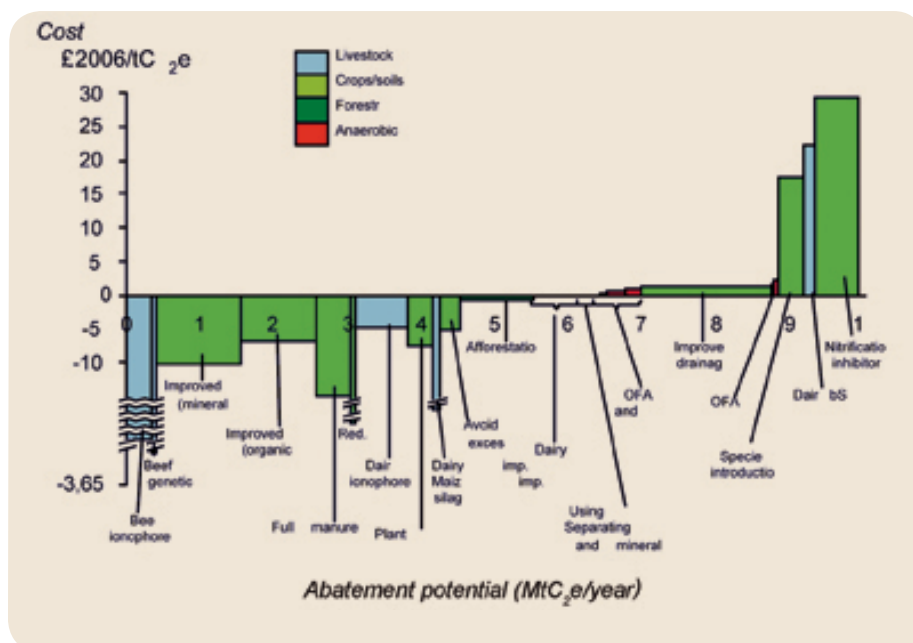 Cost
£2006/tC 2e
Livestock
Crops/soils
Forestr
Anaerobic
30
25
20
15
10
5
0
-5
-10
-3,65
0 1 2 3 4 5 6 7 8 9 1
Improved
(mineral
Improved
(organic
Red.
Beef
genetic
Bee
ionophore
Full manure
Dair
ionophore
Plant
Dairy
Maiz
silag
Avoid
exces
Afforestatio
Dairy
imp.
imp.
Using
Separating
and mineral
OFA
and
Improve
drainag
OFA
Specie
introductio
Dair bS
Nitrificatio
inhibitor
Abatement potential (MtC2e/year)